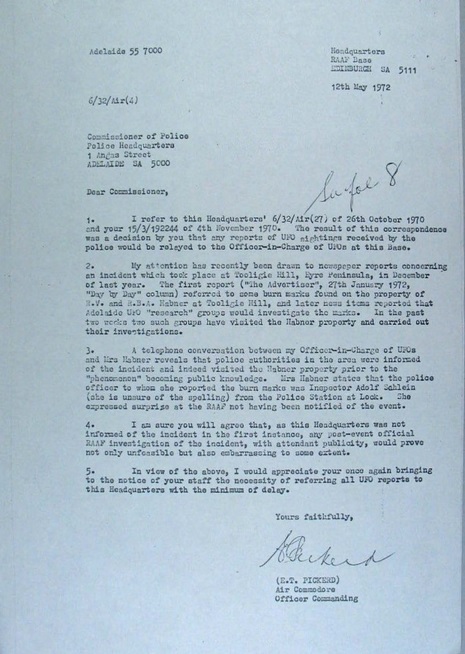 Adelaide 55 7000
Headquarters
RAAF Base
EDINBURGH SA 5111
12th May 1972
6/32/Air(4)
Commissioner of Police
Police Headquarters
1 Angas Street
ADELAIDE SA 5000
Dear Commissioner,
8
1. I refer to this Headquarters' 6/32/Air(27) of 26th October 1970
and your 15/3/192244 of 4th November 1970. The result of this correspondence
was a decision by you that any reports of UFO sightings received by the
police would be relayed to the Officer-in-Charge of UFOs at this Base.
2. My attention has recently been drawn to newspaper reports concerning
an incident which took place at Tooligie Hill, Eyre Peninsula, in December
of last year. The first report ("The Advertiser", 27th January 1972,
"Day by Day" column) referred to some burn marks found on the property of
and Habner at Tooligie Hill, and later news items reported that
Adelaide UFO "research" groups would investigate the marks. In the past
two weeks two such groups have visited the Habner property and carried out
their investigations.
3. A telephone conversation between my Officer-in-Charge of UFOs
and Mrs Habner reveals that police authorities in the area were informed
of the incident and indeed visited the Habner property prior to the
"phenomenon" becoming public knowledge. Mrs Habner states that the police
officer to whom she reported the burn marks was Inspector Adolf Schlein
(she is unsure of the spelling) from the Police Station at Lock. She
expressed surprise at the RAAF not having been notified of the event.
4. I am sure you will agree that, as this Headquarters was not
informed of the incident in the first instance, any post-event official
RAAF investigation of the incident, with attendant publicity, would prove
not only unfeasible but also embarrassing to some extent.
5. In view of the above, I would appreciate your once again bringing
to the notice of your staff the necessity of referring all UFO reports to
this Headquarters with the minimum of delay.
Yours faithfully,
(H.T. PICKERD)
Air Commodore
Officer Commanding